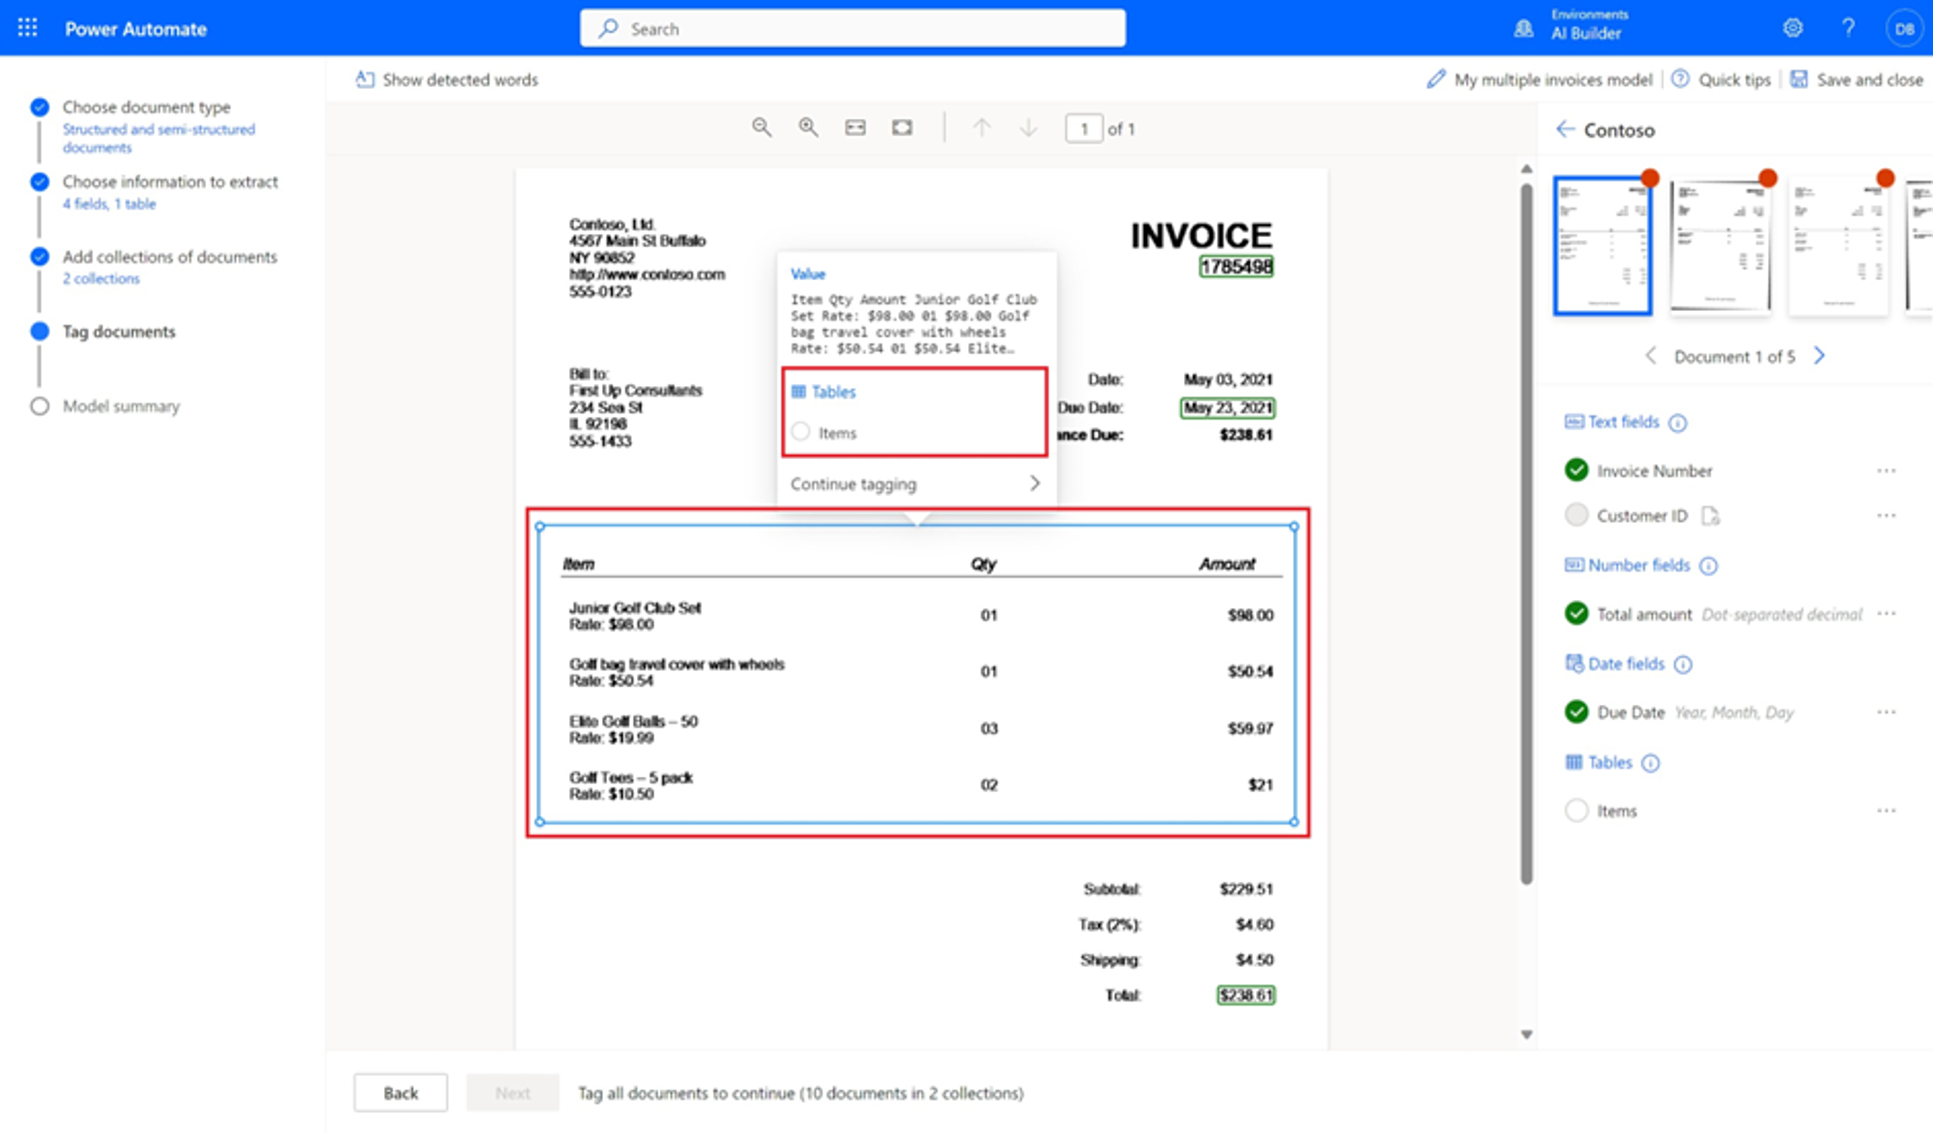 Power Automate
Search
Environments
AI Builder
?
DB
Choose document type
Structured and semi-structured
documents
Choose information to extract
4 fields, 1 table
Add collections of documents
2 collections
Tag documents
Model summary
Show detected words
My multiple invoices model
Quick tips
Save and close
1 of 1
Contoso, Ltd.
4567 Main St Buffalo
NY 90852
http://www.contoso.com
555-0123
INVOICE
1785498
Value
Item Qty Amount Junior Golf Club
Set Rate: $98.00 01 $98.00 Golf
bag travel cover with wheels
Rate: $50.54 01 $50.54 Elite…
Tables
Items
Continue tagging
Bill to:
First Up Consultants
234 Sea St
IL 92198
555-1433
Date: May 03, 2021
Due Date: May 23, 2021
ance Due: $238.61
Item Qty Amount
Junior Golf Club Set
Rate: $98.00
01 $98.00
Golf bag travel cover with wheels
Rate: $50.54
01 $50.54
Elite Golf Balls – 50
Rate: $19.99
03 $59.97
Golf Tees – 5 pack
Rate: $10.50
02 $21
Subtotal: $229.51
Tax (2%): $4.60
Shipping: $4.50
Total: $238.61
Contoso
Document 1 of 5
Text fields
Invoice Number
Customer ID
Number fields
Total amount Dot-separated decimal
Date fields
Due Date Year, Month, Day
Tables
Items
Back
Next
Tag all documents to continue (10 documents in 2 collections)